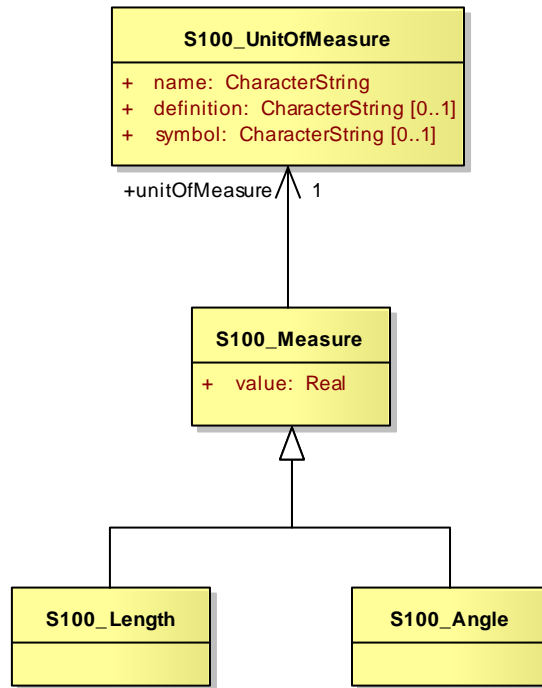 S100_UnitOfMeasure
+ name: CharacterString
+ definition: CharacterString [0..1]
+ symbol: CharacterString [0..1]
+unitOfMeasure 1
S100_Measure
+ value: Real
S100_Length
S100_Angle